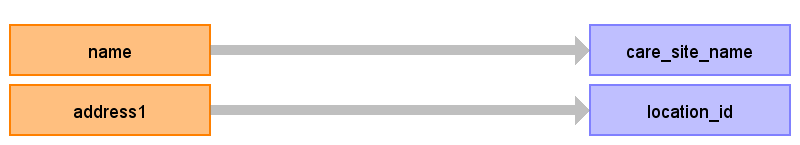 name
care_site_name
address1
location_id